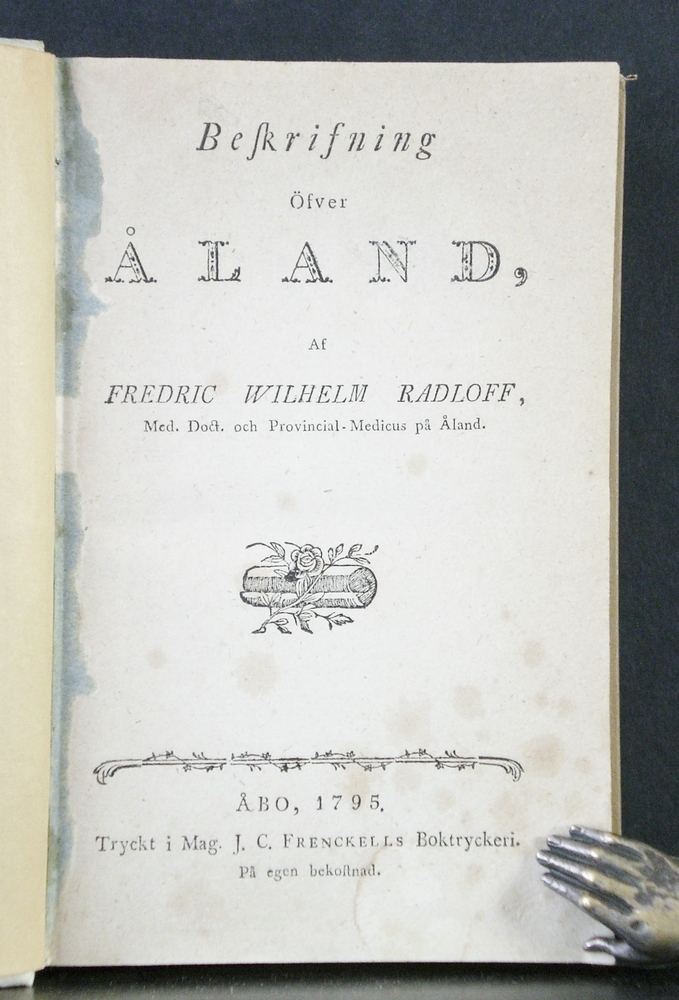 Beſkrifning
Öfver
ÅLAND,
Af
FREDRIC WILHELM RADLOFF,
Med. Doct. och Provincial-Medicus på Åland.
ÅBO, 1795.
Tryckt i Mag. J. C. FRENCKELLS Boktryckeri.
På egen bekoſtnad.